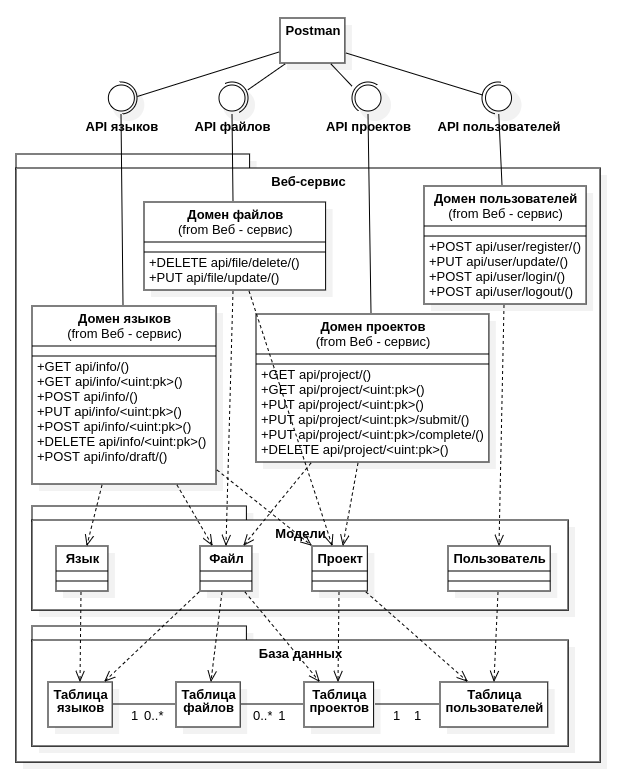 Postman
API языков
API файлов
API проектов
API пользователей
Веб-сервис
Домен пользователей
(from Веб - сервис)
+POST api/user/register/()
+PUT api/user/update/()
+POST api/user/login/()
+POST api/user/logout/()
Домен файлов
(from Веб - сервис)
+DELETE api/file/delete/()
+PUT api/file/update/()
Домен языков
(from Веб - сервис)
+GET api/info/()
+GET api/info/<uint:pk>()
+POST api/info/()
+PUT api/info/<uint:pk>()
+POST api/info/<uint:pk>()
+DELETE api/info/<uint:pk>()
+POST api/info/draft/()
Домен проектов
(from Веб - сервис)
+GET api/project/()
+GET api/project/<uint:pk>()
+PUT api/project/<uint:pk>()
+PUT api/project/<uint:pk>/submit/()
+PUT api/project/<uint:pk>/complete/()
+DELETE api/project/<uint:pk>()
Модели
Язык
Файл
Проект
Пользователь
База данных
Таблица
языков
1 0..*
Таблица
файлов
0..* 1
Таблица
проектов
1 1
Таблица
пользователей